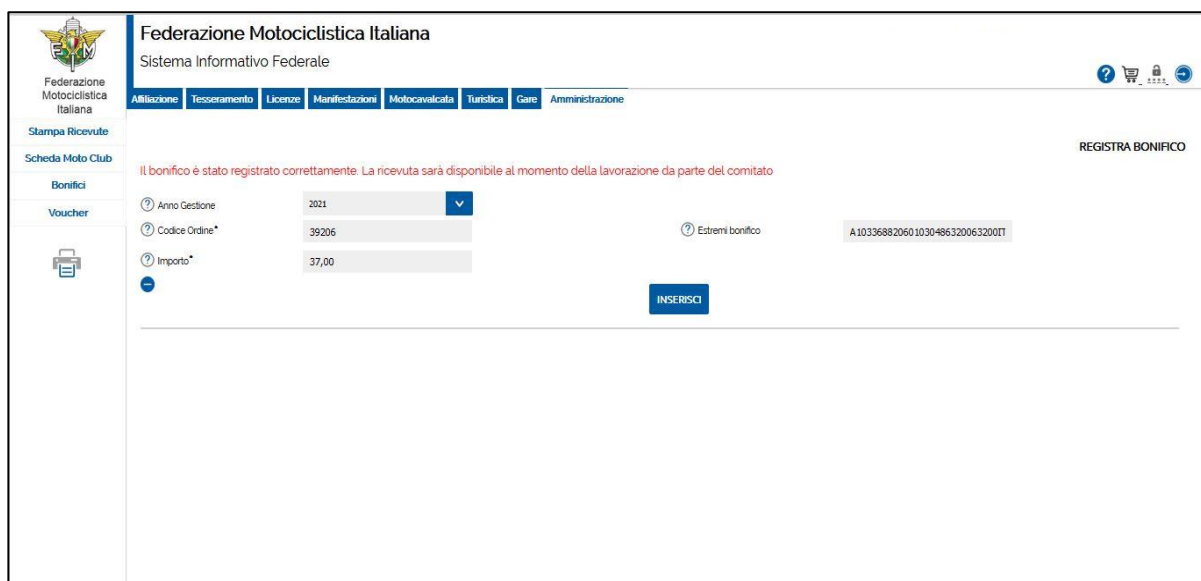 Federazione Motociclistica Italiana
Sistema Informativo Federale
FM
Federazione
Motociclistica
Italiana
Affiliazione Tesseramento Licenze Manifestazioni Motocavalcata Turistica Gare Amministrazione
Stampa Ricevute
Scheda Moto Club
Bonifici
Voucher
REGISTRA BONIFICO
Il bonifico è stato registrato correttamente. La ricevuta sarà disponibile al momento della lavorazione da parte del comitato
? Anno Gestione 2021
? Codice Ordine* 39206 ? Estremi bonifico A103368820601030486320063200IT
? Importo* 37,00
INSERISCI